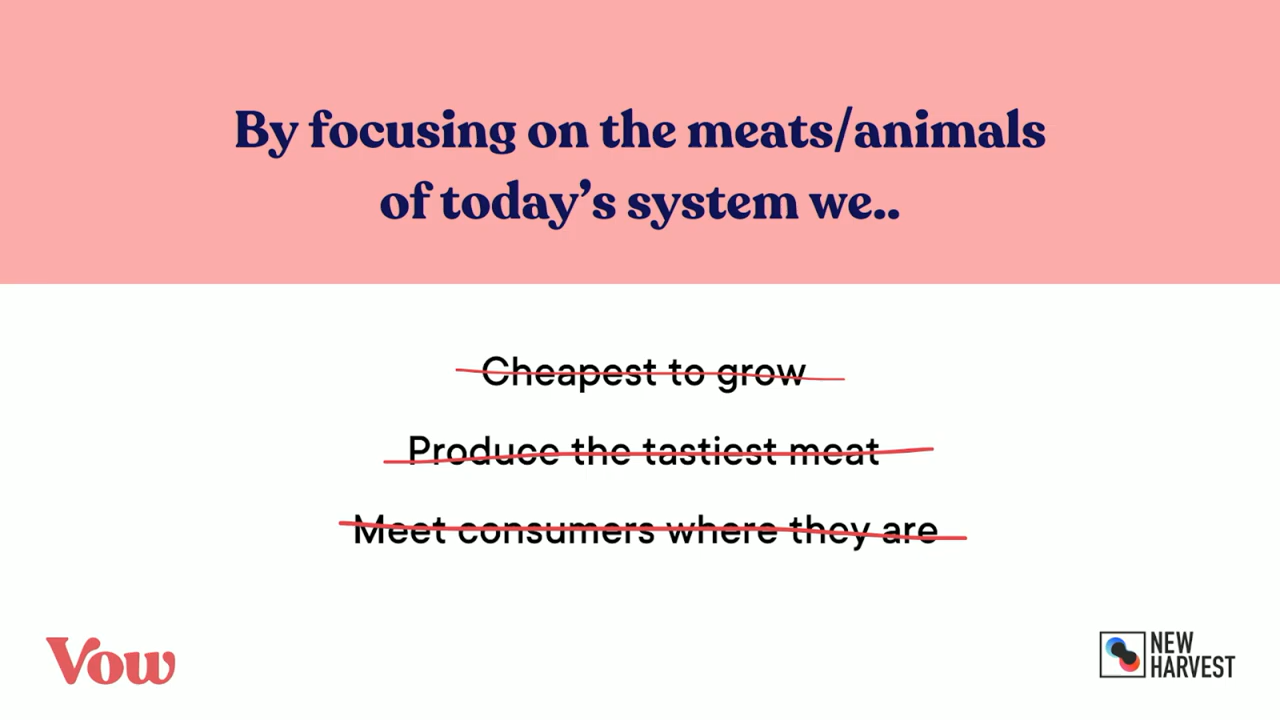 By focusing on the meats/animals
of today’s system we..
Cheapest to grow
Produce the tastiest meat
Meet consumers where they are
Vow
NEW
HARVEST